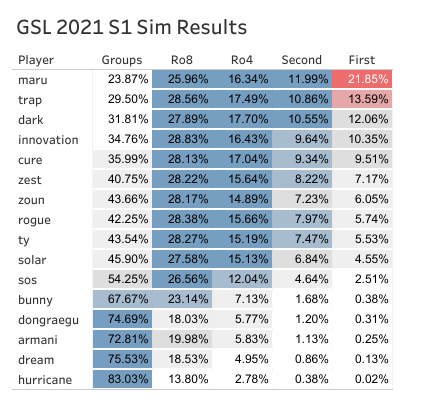 GSL 2021 S1 Sim Results
Player Groups Ro8 Ro4 Second First
maru 23.87% 25.96% 16.34% 11.99% 21.85%
trap 29.50% 28.56% 17.49% 10.86% 13.59%
dark 31.81% 27.89% 17.70% 10.55% 12.06%
innovation 34.76% 28.83% 16.43% 9.64% 10.35%
cure 35.99% 28.13% 17.04% 9.34% 9.51%
zest 40.75% 28.22% 15.64% 8.22% 7.17%
zoun 43.66% 28.17% 14.89% 7.23% 6.05%
rogue 42.25% 28.38% 15.66% 7.97% 5.74%
ty 43.54% 28.27% 15.19% 7.47% 5.53%
solar 45.90% 27.58% 15.13% 6.84% 4.55%
sos 54.25% 26.56% 12.04% 4.64% 2.51%
bunny 67.67% 23.14% 7.13% 1.68% 0.38%
dongraegu 74.69% 18.03% 5.77% 1.20% 0.31%
armani 72.81% 19.98% 5.83% 1.13% 0.25%
dream 75.53% 18.53% 4.95% 0.86% 0.13%
hurricane 83.03% 13.80% 2.78% 0.38% 0.02%